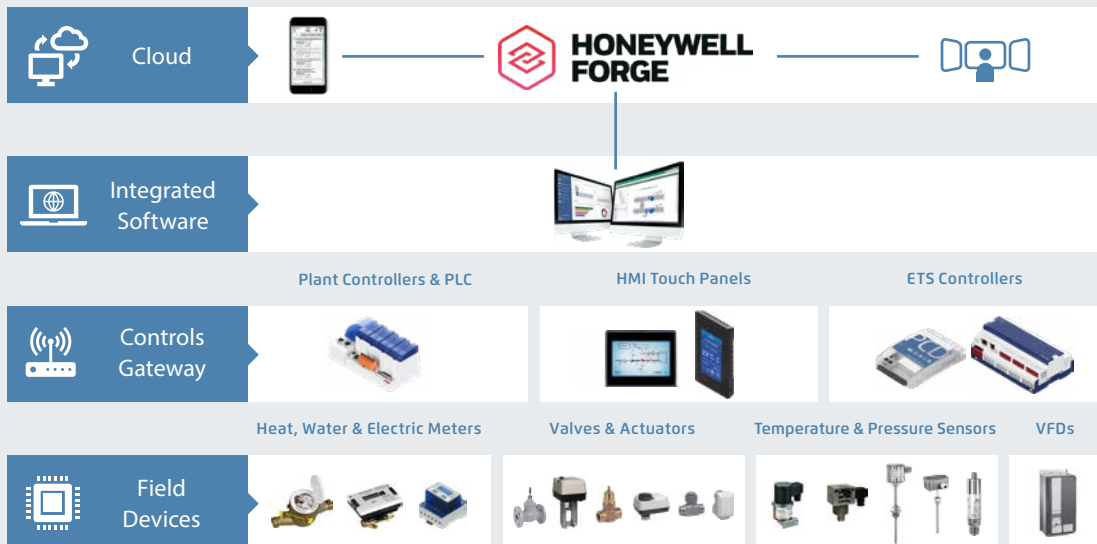 Cloud
HONEYWELL
FORGE
Integrated
Software
Plant Controllers & PLC
HMI Touch Panels
ETS Controllers
Controls
Gateway
PCD
Heat, Water & Electric Meters
Valves & Actuators
Temperature & Pressure Sensors
VFDs
Field
Devices